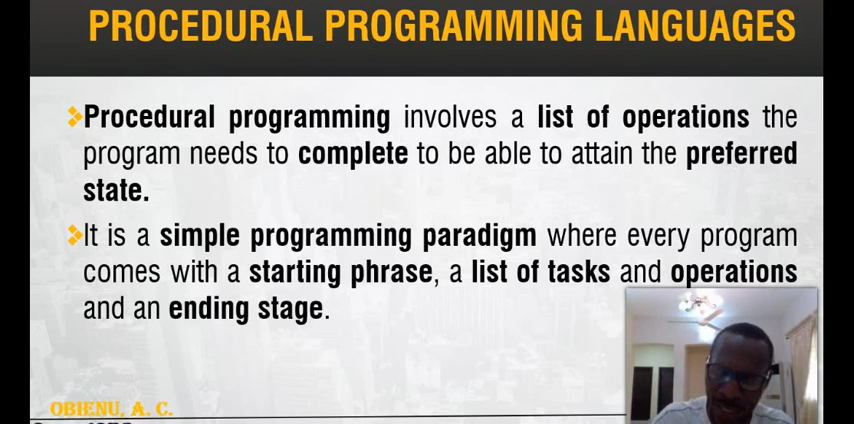 PROCEDURAL PROGRAMMING LANGUAGES
Procedural programming involves a list of operations the
program needs to complete to be able to attain the preferred
state.
It is a simple programming paradigm where every program
comes with a starting phrase, a list of tasks and operations
and an ending stage.
OBIENU, A. C.